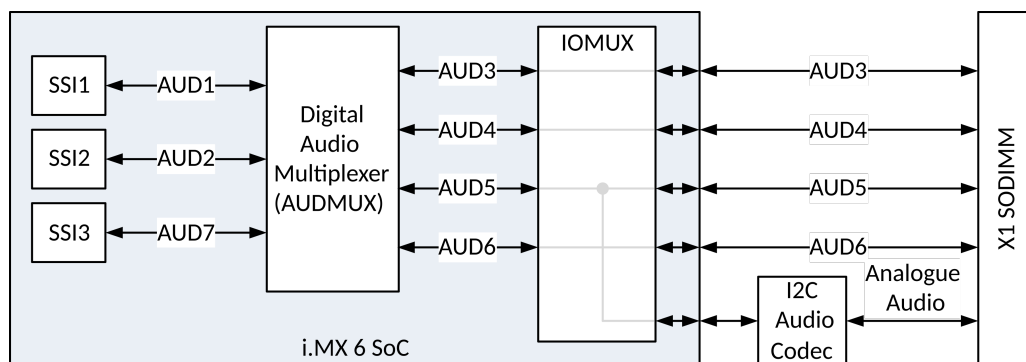 IOMUX
SSI1
AUD1
SSI2
AUD2
SSI3
AUD7
Digital
Audio
Multiplexer
(AUDMUX)
AUD3
AUD4
AUD5
AUD6
AUD3
AUD4
AUD5
AUD6
Analogue
Audio
I2C
Audio
Codec
X1 SODIMM
i.MX 6 SoC